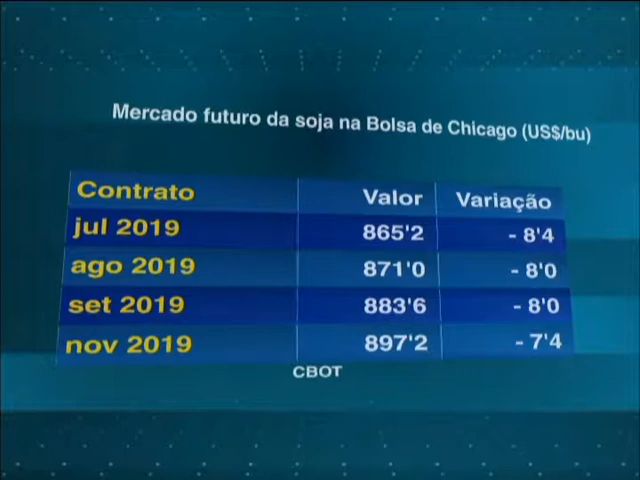 Mercado futuro da soja na Bolsa de Chicago (US$/bu)
Contrato Valor Variação
jul 2019 865'2 - 8'4
ago 2019 871'0 - 8'0
set 2019 883'6 - 8'0
nov 2019 897'2 - 7'4
CBOT